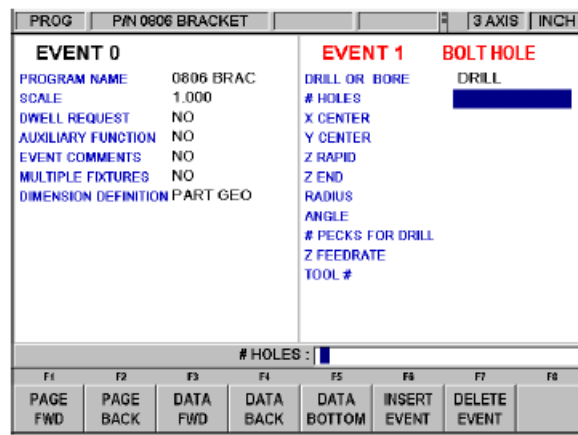 PROG P/N 0806 BRACKET 3 AXIS INCH
EVENT 0
PROGRAM NAME 0806 BRAC
SCALE 1.000
DWELL REQUEST NO
AUXILIARY FUNCTION NO
EVENT COMMENTS NO
MULTIPLE FIXTURES NO
DIMENSION DEFINITION PART GEO
EVENT 1 BOLT HOLE
DRILL OR BORE DRILL
# HOLES
X CENTER
Y CENTER
Z RAPID
Z END
RADIUS
ANGLE
# PECKS FOR DRILL
Z FEEDRATE
TOOL #
# HOLES :
F1 F2 F3 F4 F5 F6 F7 F8
PAGE FWD PAGE BACK DATA FWD DATA BACK DATA BOTTOM INSERT EVENT DELETE EVENT